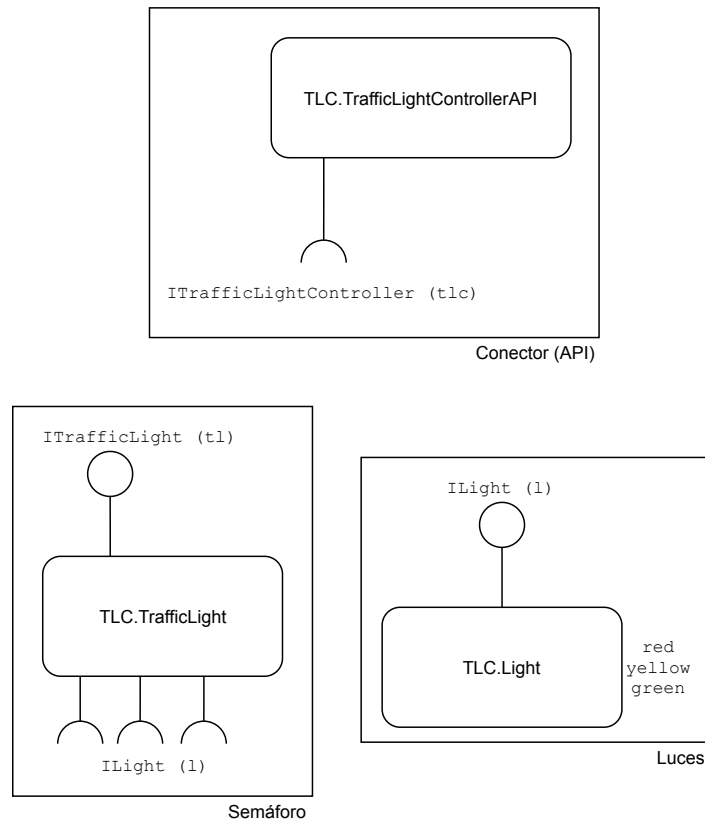 TLC.TrafficLightControllerAPI
ITrafficLightController (tlc)
Conector (API)
ITrafficLight (tl)
TLC.TrafficLight
ILight (l)
Semáforo
ILight (l)
TLC.Light
red
yellow
green
Luces